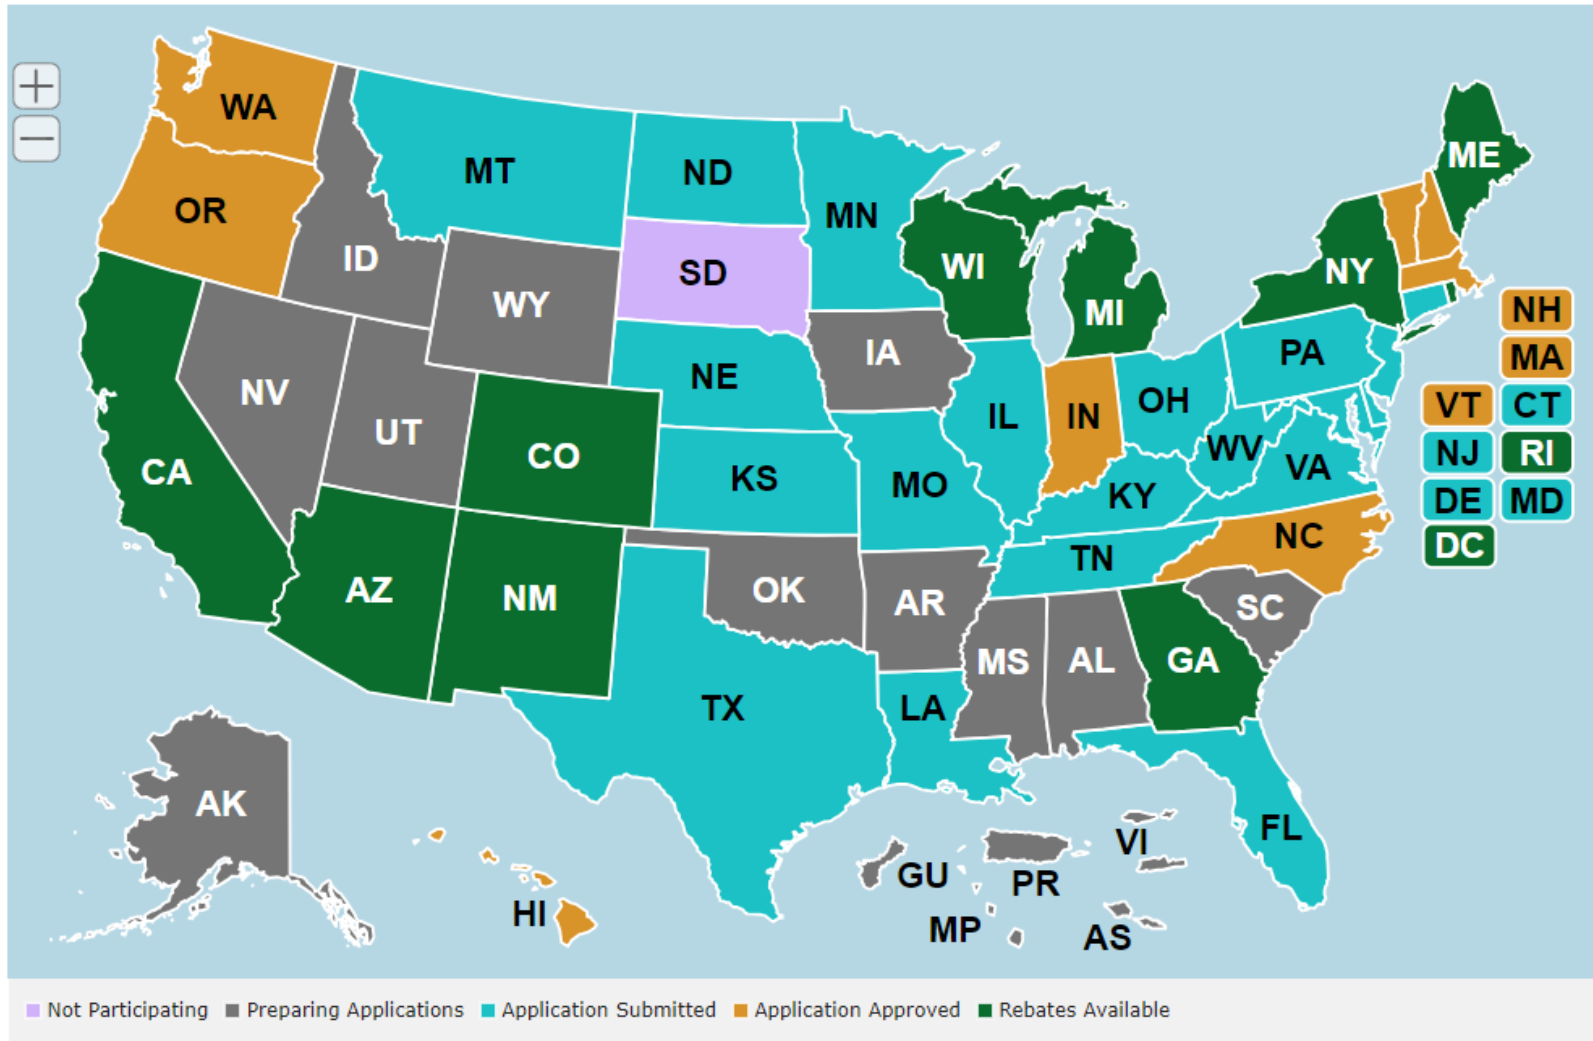 +
−
WA
OR
CA
ID
NV
MT
WY
UT
AZ
CO
NM
ND
SD
NE
KS
OK
TX
MN
IA
MO
AR
LA
WI
IL
MS
MI
IN
KY
TN
AL
OH
WV
VA
NC
SC
GA
FL
PA
NY
ME
NH
MA
VT CT
NJ RI
DE MD
DC
AK
HI
GU
MP
PR
VI
AS
Not Participating Preparing Applications Application Submitted Application Approved Rebates Available